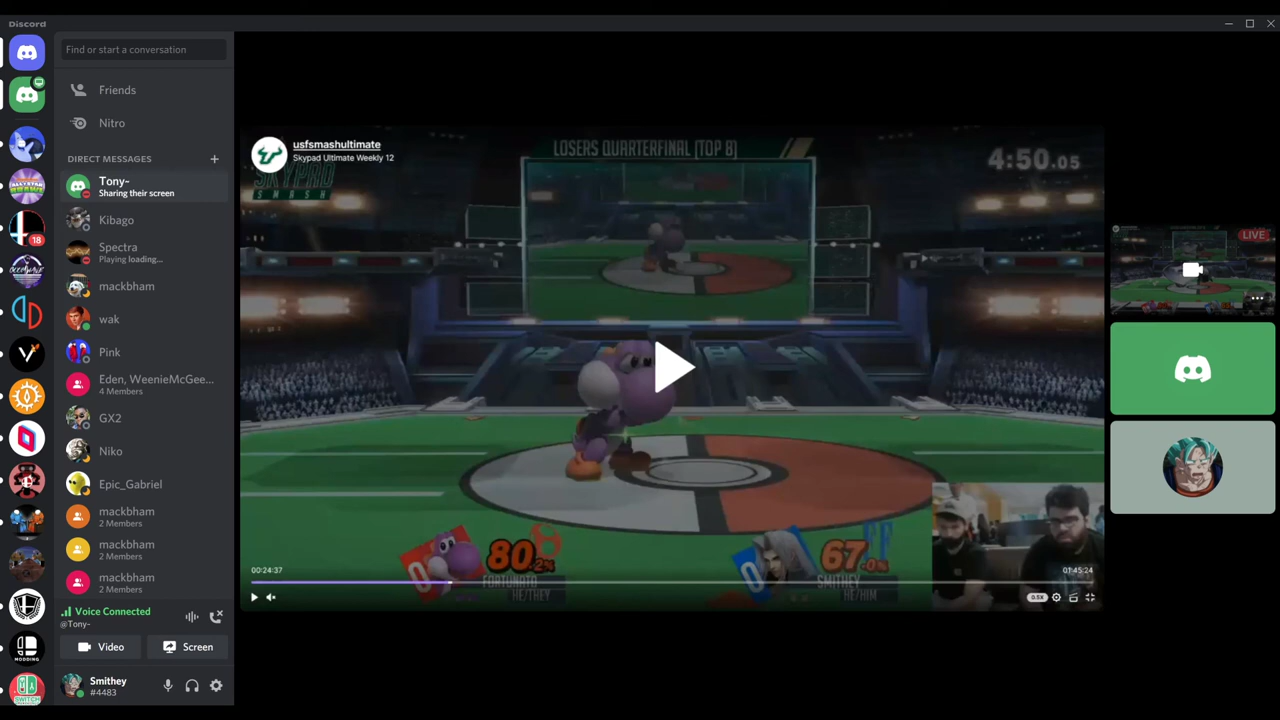 Discord
Find or start a conversation
Friends
Nitro
DIRECT MESSAGES
Tony~
Sharing their screen
Kibago
Spectra
Playing loading...
mackbham
wak
Pink
Eden, WeenieMcGee...
4 Members
GX2
Niko
Epic_Gabriel
mackbham
2 Members
mackbham
2 Members
mackbham
2 Members
Voice Connected
@Tony~
Video
Screen
Smithey
#4483
18
SWITCH
MODDING
usfsmashultimate
Skypad Ultimate Weekly 12
SKYPAD
SMASH
LOSERS QUARTERFINAL [TOP 8]
4:50.05
80.2%
FORTUNATO
HE/THEY
67.0%
SMITHEY
HE/HIM
00:24:37
01:45:24
0.5X
LIVE